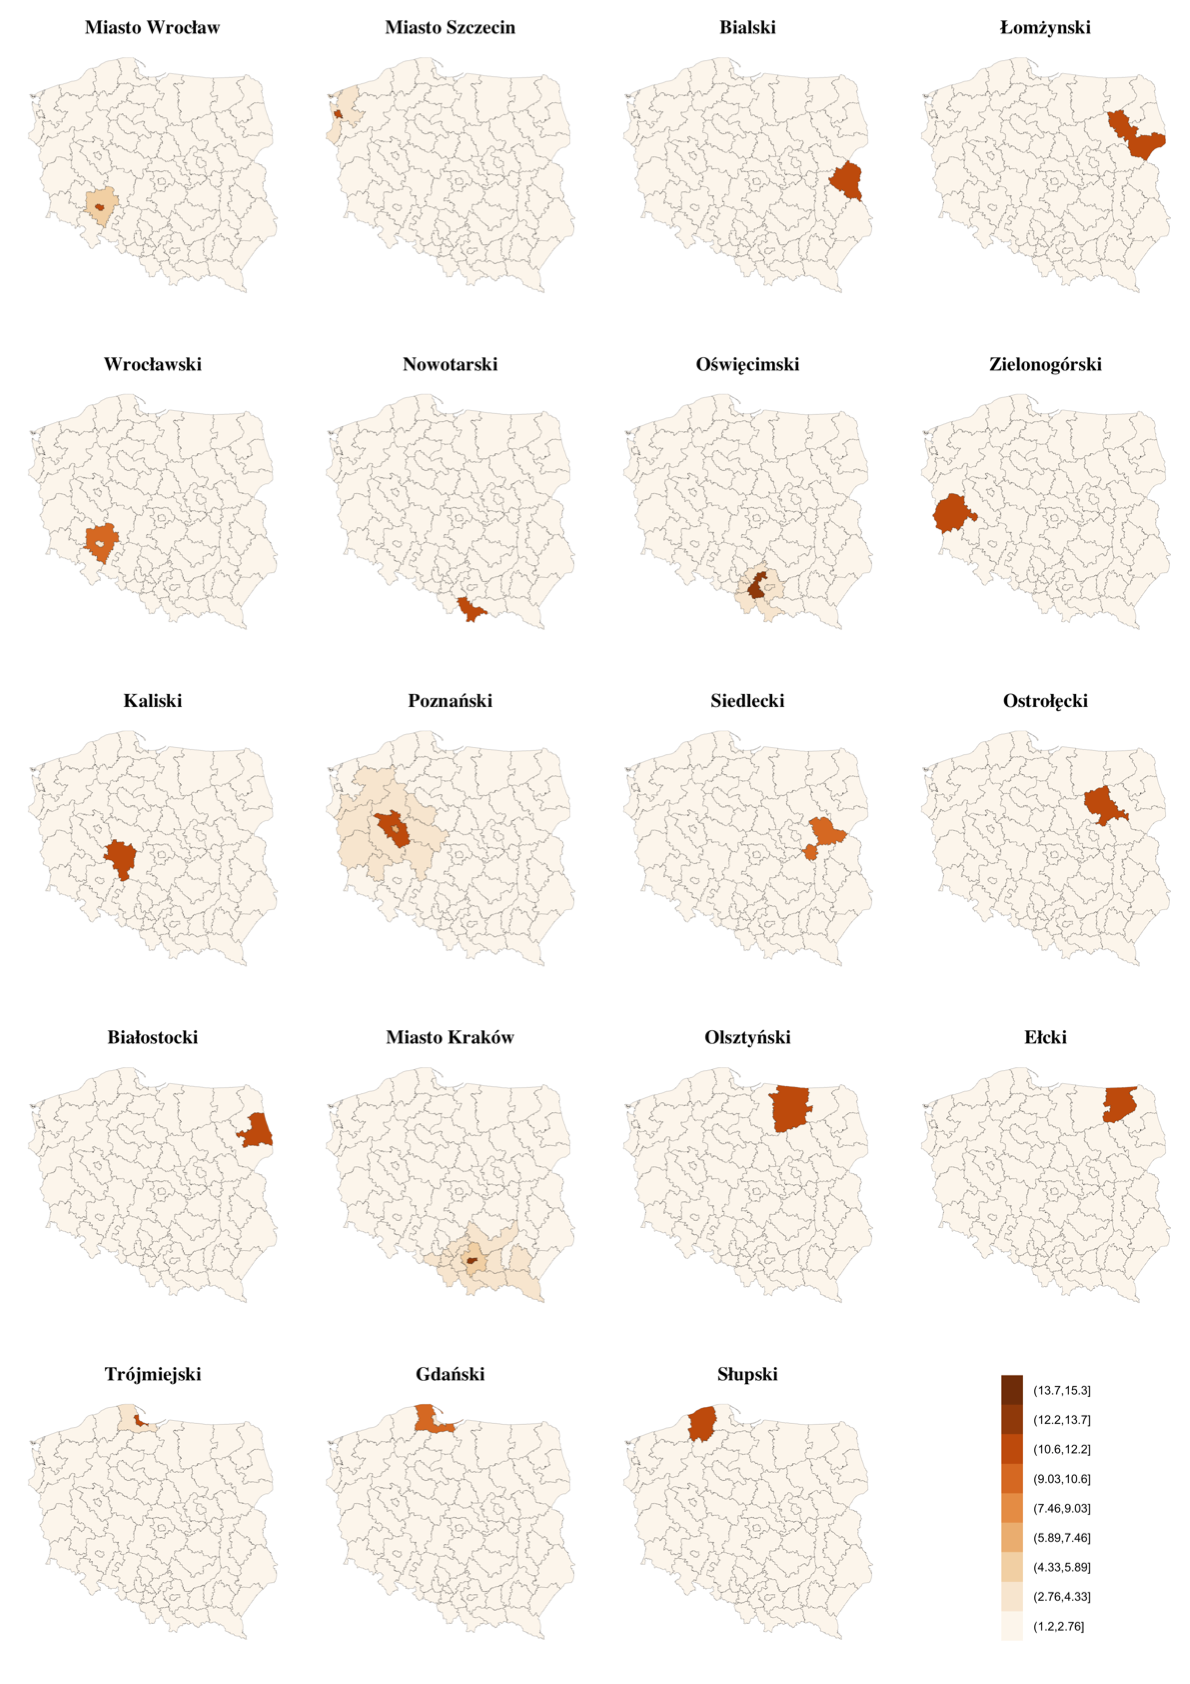 Miasto Wrocław
Miasto Szczecin
Bialski
Łomżynski
Wrocławski
Nowotarski
Oświęcimski
Zielonogórski
Kaliski
Poznański
Siedlecki
Ostrołęcki
Białostocki
Miasto Kraków
Olsztyński
Ełcki
Trójmiejski
Gdański
Słupski
(13.7,15.3]
(12.2,13.7]
(10.6,12.2]
(9.03,10.6]
(7.46,9.03]
(5.89,7.46]
(4.33,5.89]
(2.76,4.33]
(1.2,2.76]